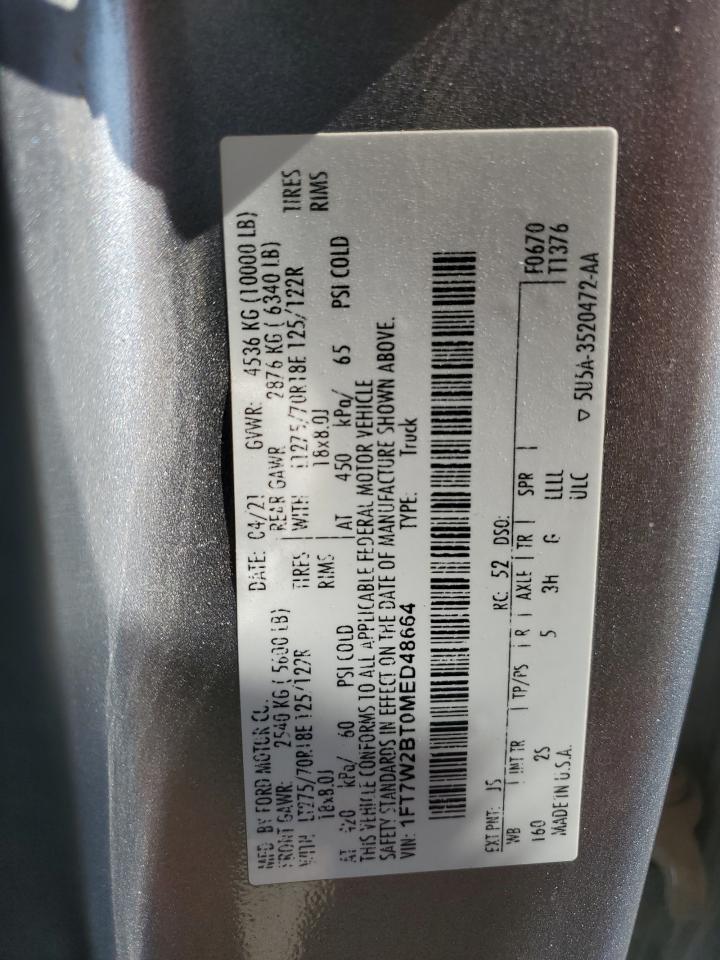 MFD BY FORD MOTOR CO. DATE: 04/21 GVWR: 4536 KG (10000 LB)
FRONT GAWR: 2540 KG ( 5600 LB) REAR GAWR 2876 KG ( 6340 LB)
WITH LT275/70R18E 125/122R TIRES WITH LT275/70R18E 125/122R TIRES
18x8.0J RIMS 18x8.0J RIMS
AT 420 kPa/ 60 PSI COLD AT 450 kPa/ 65 PSI COLD
THIS VEHICLE CONFORMS TO ALL APPLICABLE FEDERAL MOTOR VEHICLE
SAFETY STANDARDS IN EFFECT ON THE DATE OF MANUFACTURE SHOWN ABOVE.
VIN: 1FT7W2BT0MED48664 TYPE: Truck
EXT PNT: JS RC: 52 DSO:
WB INT TR TP/PS R AXLE TR SPR F0670
160 2S 5 3H G LLLL T1376
MADE IN U.S.A. ULC ▽ 5U5A-3520472-AA